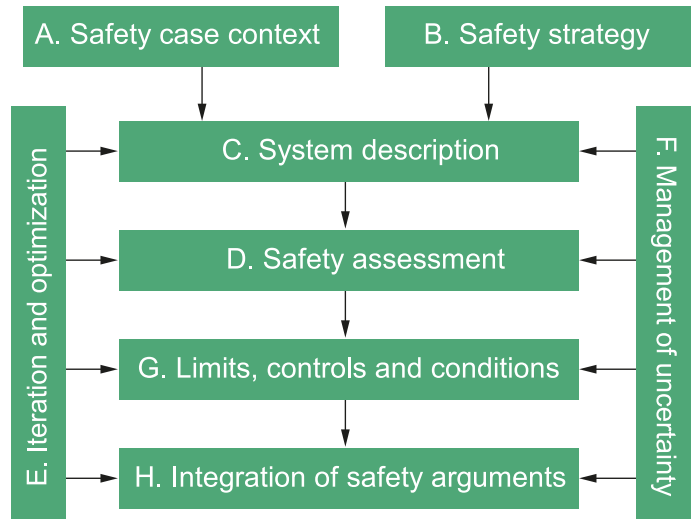 A. Safety case context
B. Safety strategy
C. System description
D. Safety assessment
G. Limits, controls and conditions
H. Integration of safety arguments
E. Iteration and optimization
F. Management of uncertainty